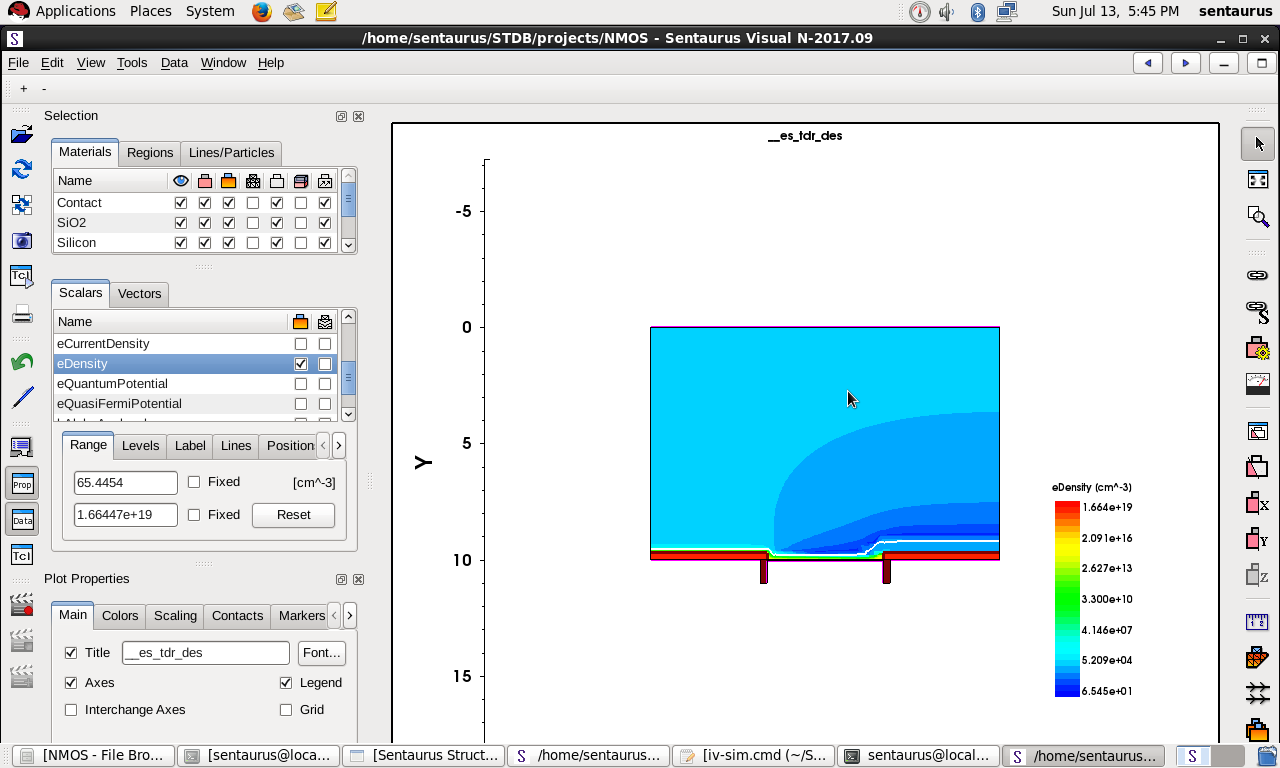 Applications Places System Sun Jul 13, 5:45 PM sentaurus
/home/sentaurus/STDB/projects/NMOS - Sentaurus Visual N-2017.09
File Edit View Tools Data Window Help
+ -
Selection
Materials Regions Lines/Particles
Name
Contact
SiO2
Silicon
Scalars Vectors
Name
eCurrentDensity
eDensity
eQuantumPotential
eQuasiFermiPotential
Range Levels Label Lines Position
65.4454 Fixed [cm^-3]
1.66447e+19 Fixed Reset
Plot Properties
Main Colors Scaling Contacts Markers
Title __es_tdr_des Font...
Axes Legend
Interchange Axes Grid
Tcl
Prop
Data
Tcl
__es_tdr_des
-5
0
5
10
15
Y
eDensity (cm^-3)
1.664e+19
2.091e+16
2.627e+13
3.300e+10
4.146e+07
5.209e+04
6.545e+01
S
X
Y
Z
1 2
[NMOS - File Bro... [sentaurus@loca... [Sentaurus Struct... /home/sentaurus... [iv-sim.cmd (~/S... sentaurus@local... /home/sentaurus...